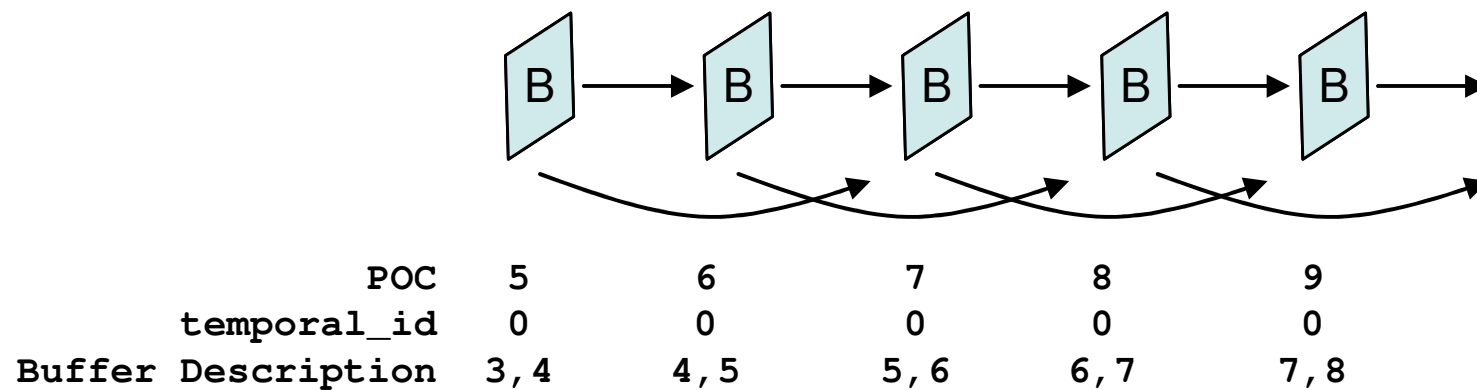 B B B B B
POC 5 6 7 8 9
temporal_id 0 0 0 0 0
Buffer Description 3,4 4,5 5,6 6,7 7,8